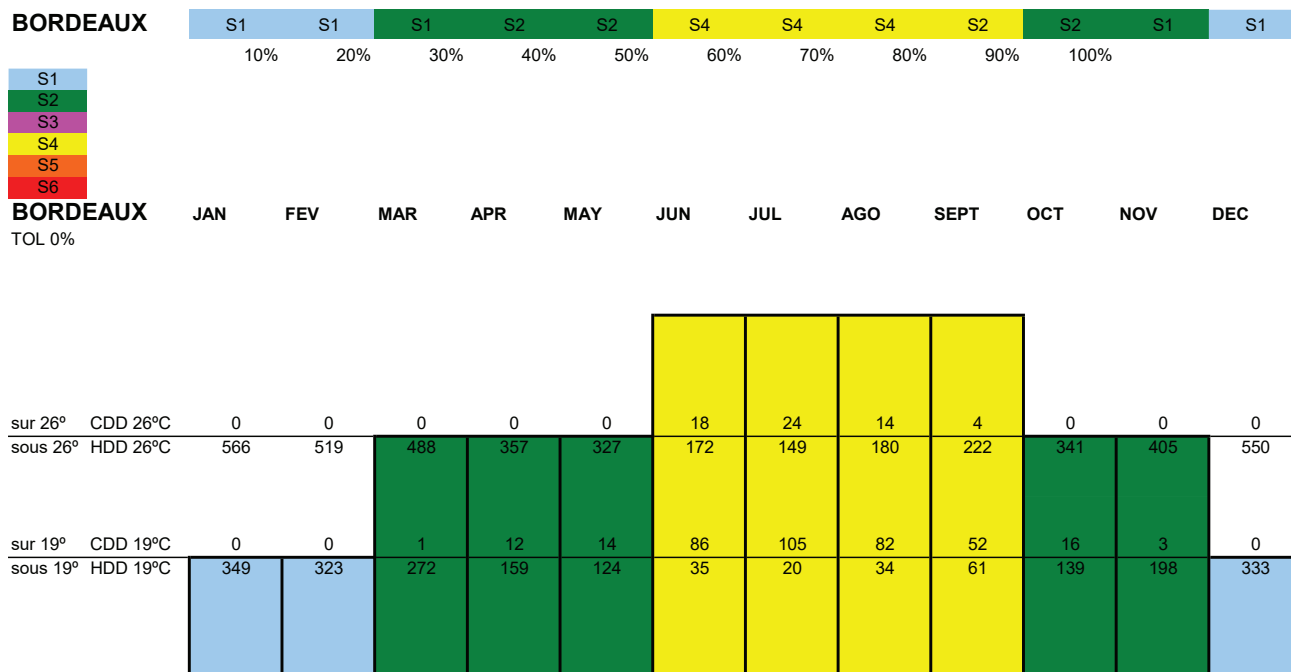 BORDEAUX S1 S1 S1 S2 S2 S4 S4 S4 S2 S2 S1 S1
10% 20% 30% 40% 50% 60% 70% 80% 90% 100%
S1
S2
S3
S4
S5
S6
BORDEAUX JAN FEV MAR APR MAY JUN JUL AGO SEPT OCT NOV DEC
TOL 0%
sur 26º CDD 26ºC 0 0 0 0 0 18 24 14 4 0 0 0
sous 26º HDD 26ºC 566 519 488 357 327 172 149 180 222 341 405 550
sur 19º CDD 19ºC 0 0 1 12 14 86 105 82 52 16 3 0
sous 19º HDD 19ºC 349 323 272 159 124 35 20 34 61 139 198 333